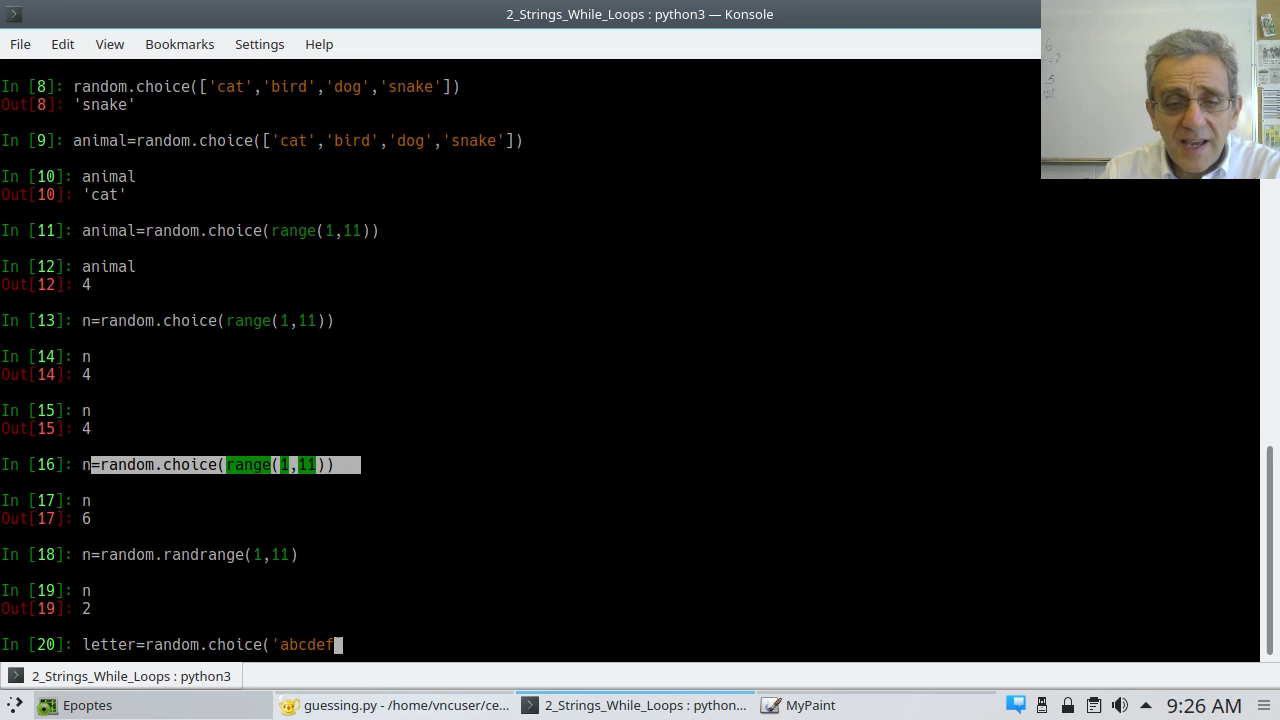 2_Strings_While_Loops : python3 — Konsole
File Edit View Bookmarks Settings Help
In [8]: random.choice(['cat','bird','dog','snake'])
Out[8]: 'snake'
In [9]: animal=random.choice(['cat','bird','dog','snake'])
In [10]: animal
Out[10]: 'cat'
In [11]: animal=random.choice(range(1,11))
In [12]: animal
Out[12]: 4
In [13]: n=random.choice(range(1,11))
In [14]: n
Out[14]: 4
In [15]: n
Out[15]: 4
In [16]: n=random.choice(range(1,11))
In [17]: n
Out[17]: 6
In [18]: n=random.randrange(1,11)
In [19]: n
Out[19]: 2
In [20]: letter=random.choice('abcdef
2_Strings_While_Loops : python3
Epoptes
guessing.py - /home/vncuser/ce...
2_Strings_While_Loops : python...
MyPaint
9:26 AM